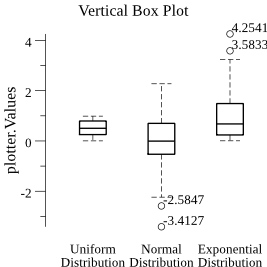 Vertical Box Plot
4.2541
4
3.5833
plotter.Values
2
0
-2
-2.5847
-3.4127
Uniform Normal Exponential
Distribution Distribution Distribution